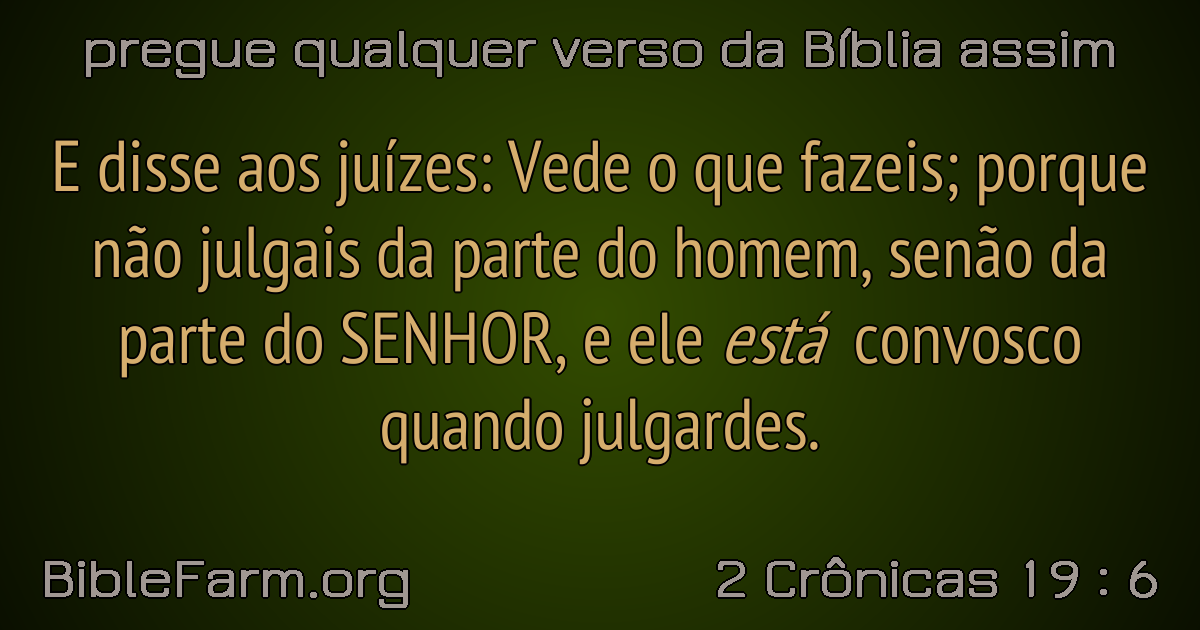 pregue qualquer verso da Bíblia assim
E disse aos juízes: Vede o que fazeis; porque
não julgais da parte do homem, senão da
parte do SENHOR, e ele está convosco
quando julgardes.
BibleFarm.org
2 Crônicas 19 : 6